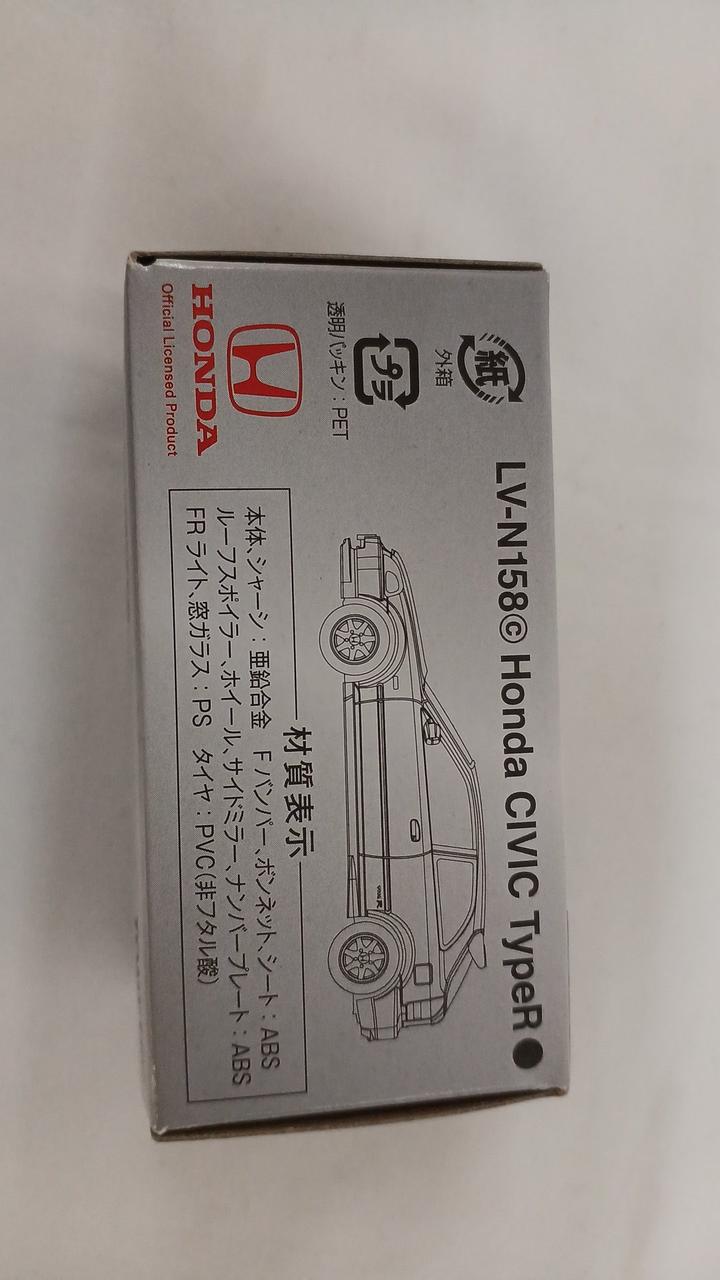 LV-N158© Honda CIVIC TypeR●
紙
外箱
プラ
透明パッキン：PET
HONDA
Official Licensed Product
TYPE R
材質表示
本体、シャーシ：亜鉛合金 Fバンパー、ボンネット、シート：ABS
ルーフスポイラー、ホイール、サイドミラー、ナンバープレート：ABS
FRライト、窓ガラス：PS タイヤ：PVC(非フタル酸)